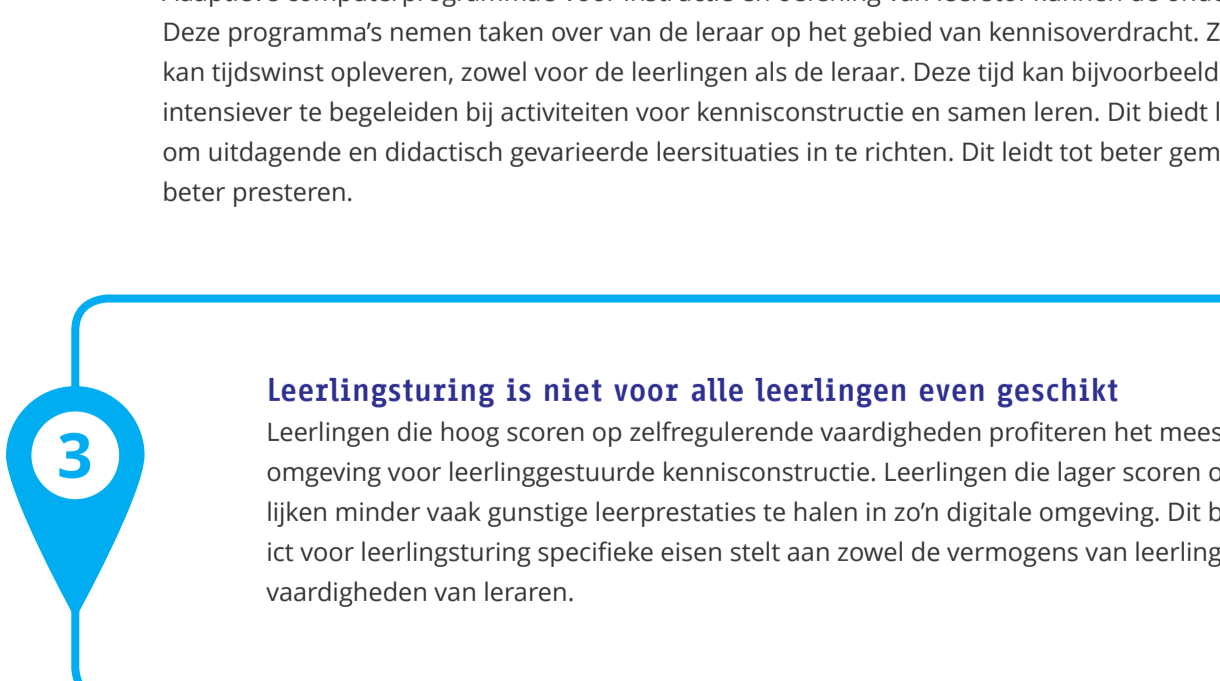 Deze programma's nemen taken over van de leraar op het gebied van kennisoverdracht. Z
kan tijdswinst opleveren, zowel voor de leerlingen als de leraar. Deze tijd kan bijvoorbeeld
intensiever te begeleiden bij activiteiten voor kennisconstructie en samen leren. Dit biedt l
om uitdagende en didactisch gevarieerde leersituaties in te richten. Dit leidt tot beter gem
beter presteren.
3
Leerlingsturing is niet voor alle leerlingen even geschikt
Leerlingen die hoog scoren op zelfregulerende vaardigheden profiteren het mees
omgeving voor leerlinggestuurde kennisconstructie. Leerlingen die lager scoren o
lijken minder vaak gunstige leerprestaties te halen in zo'n digitale omgeving. Dit b
ict voor leerlingsturing specifieke eisen stelt aan zowel de vermogens van leerling
vaardigheden van leraren.